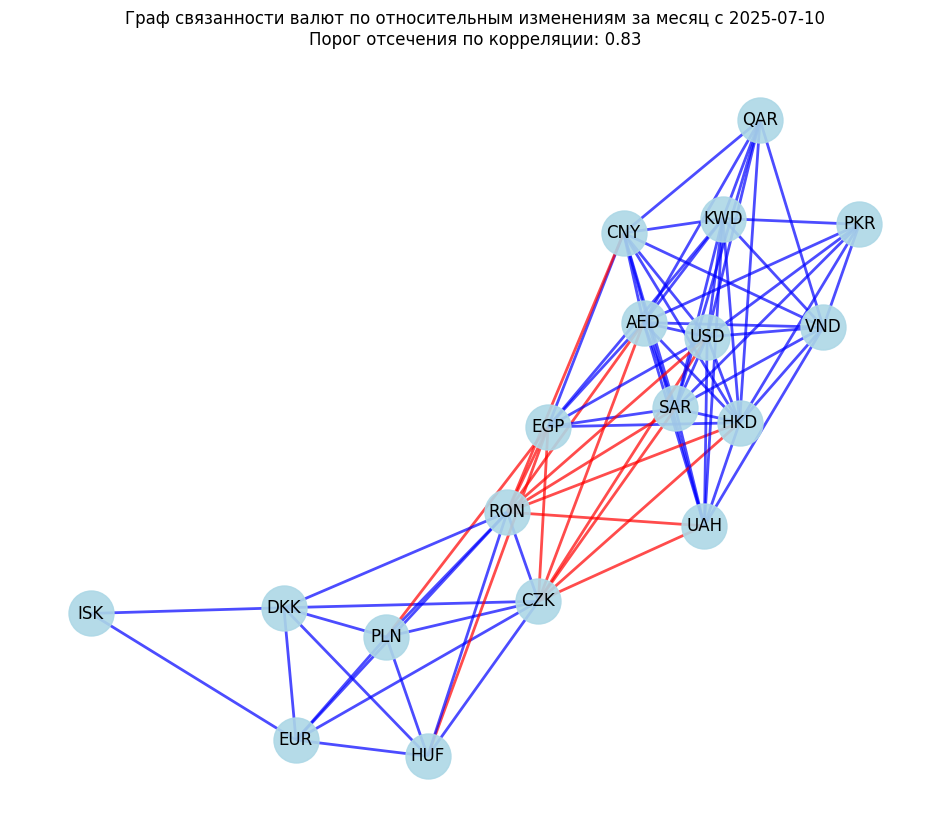 Граф связанности валют по относительным изменениям за месяц с 2025-07-10
Порог отсечения по корреляции: 0.83
QAR
KWD
PKR
CNY
AED
VND
USD
SAR
HKD
EGP
RON
UAH
CZK
DKK
ISK
PLN
EUR
HUF